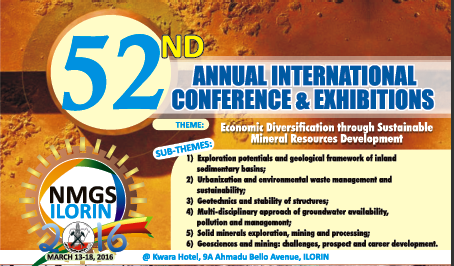 52ND
ANNUAL INTERNATIONAL
CONFERENCE & EXHIBITIONS
THEME:
Economic Diversification through Sustainable
Mineral Resources Development
SUB-THEMES:
1) Exploration potentials and geological framework of inland
sedimentary basins;
2) Urbanization and environmental waste management and
sustainability;
3) Geotechnics and stability of structures;
4) Multi-disciplinary approach of groundwater availability,
pollution and management;
5) Solid minerals exploration, mining and processing;
6) Geosciences and mining: challenges, prospect and career development.
NMGS
ILORIN
2016
MARCH 13-18, 2016
@ Kwara Hotel, 9A Ahmadu Bello Avenue, ILORIN